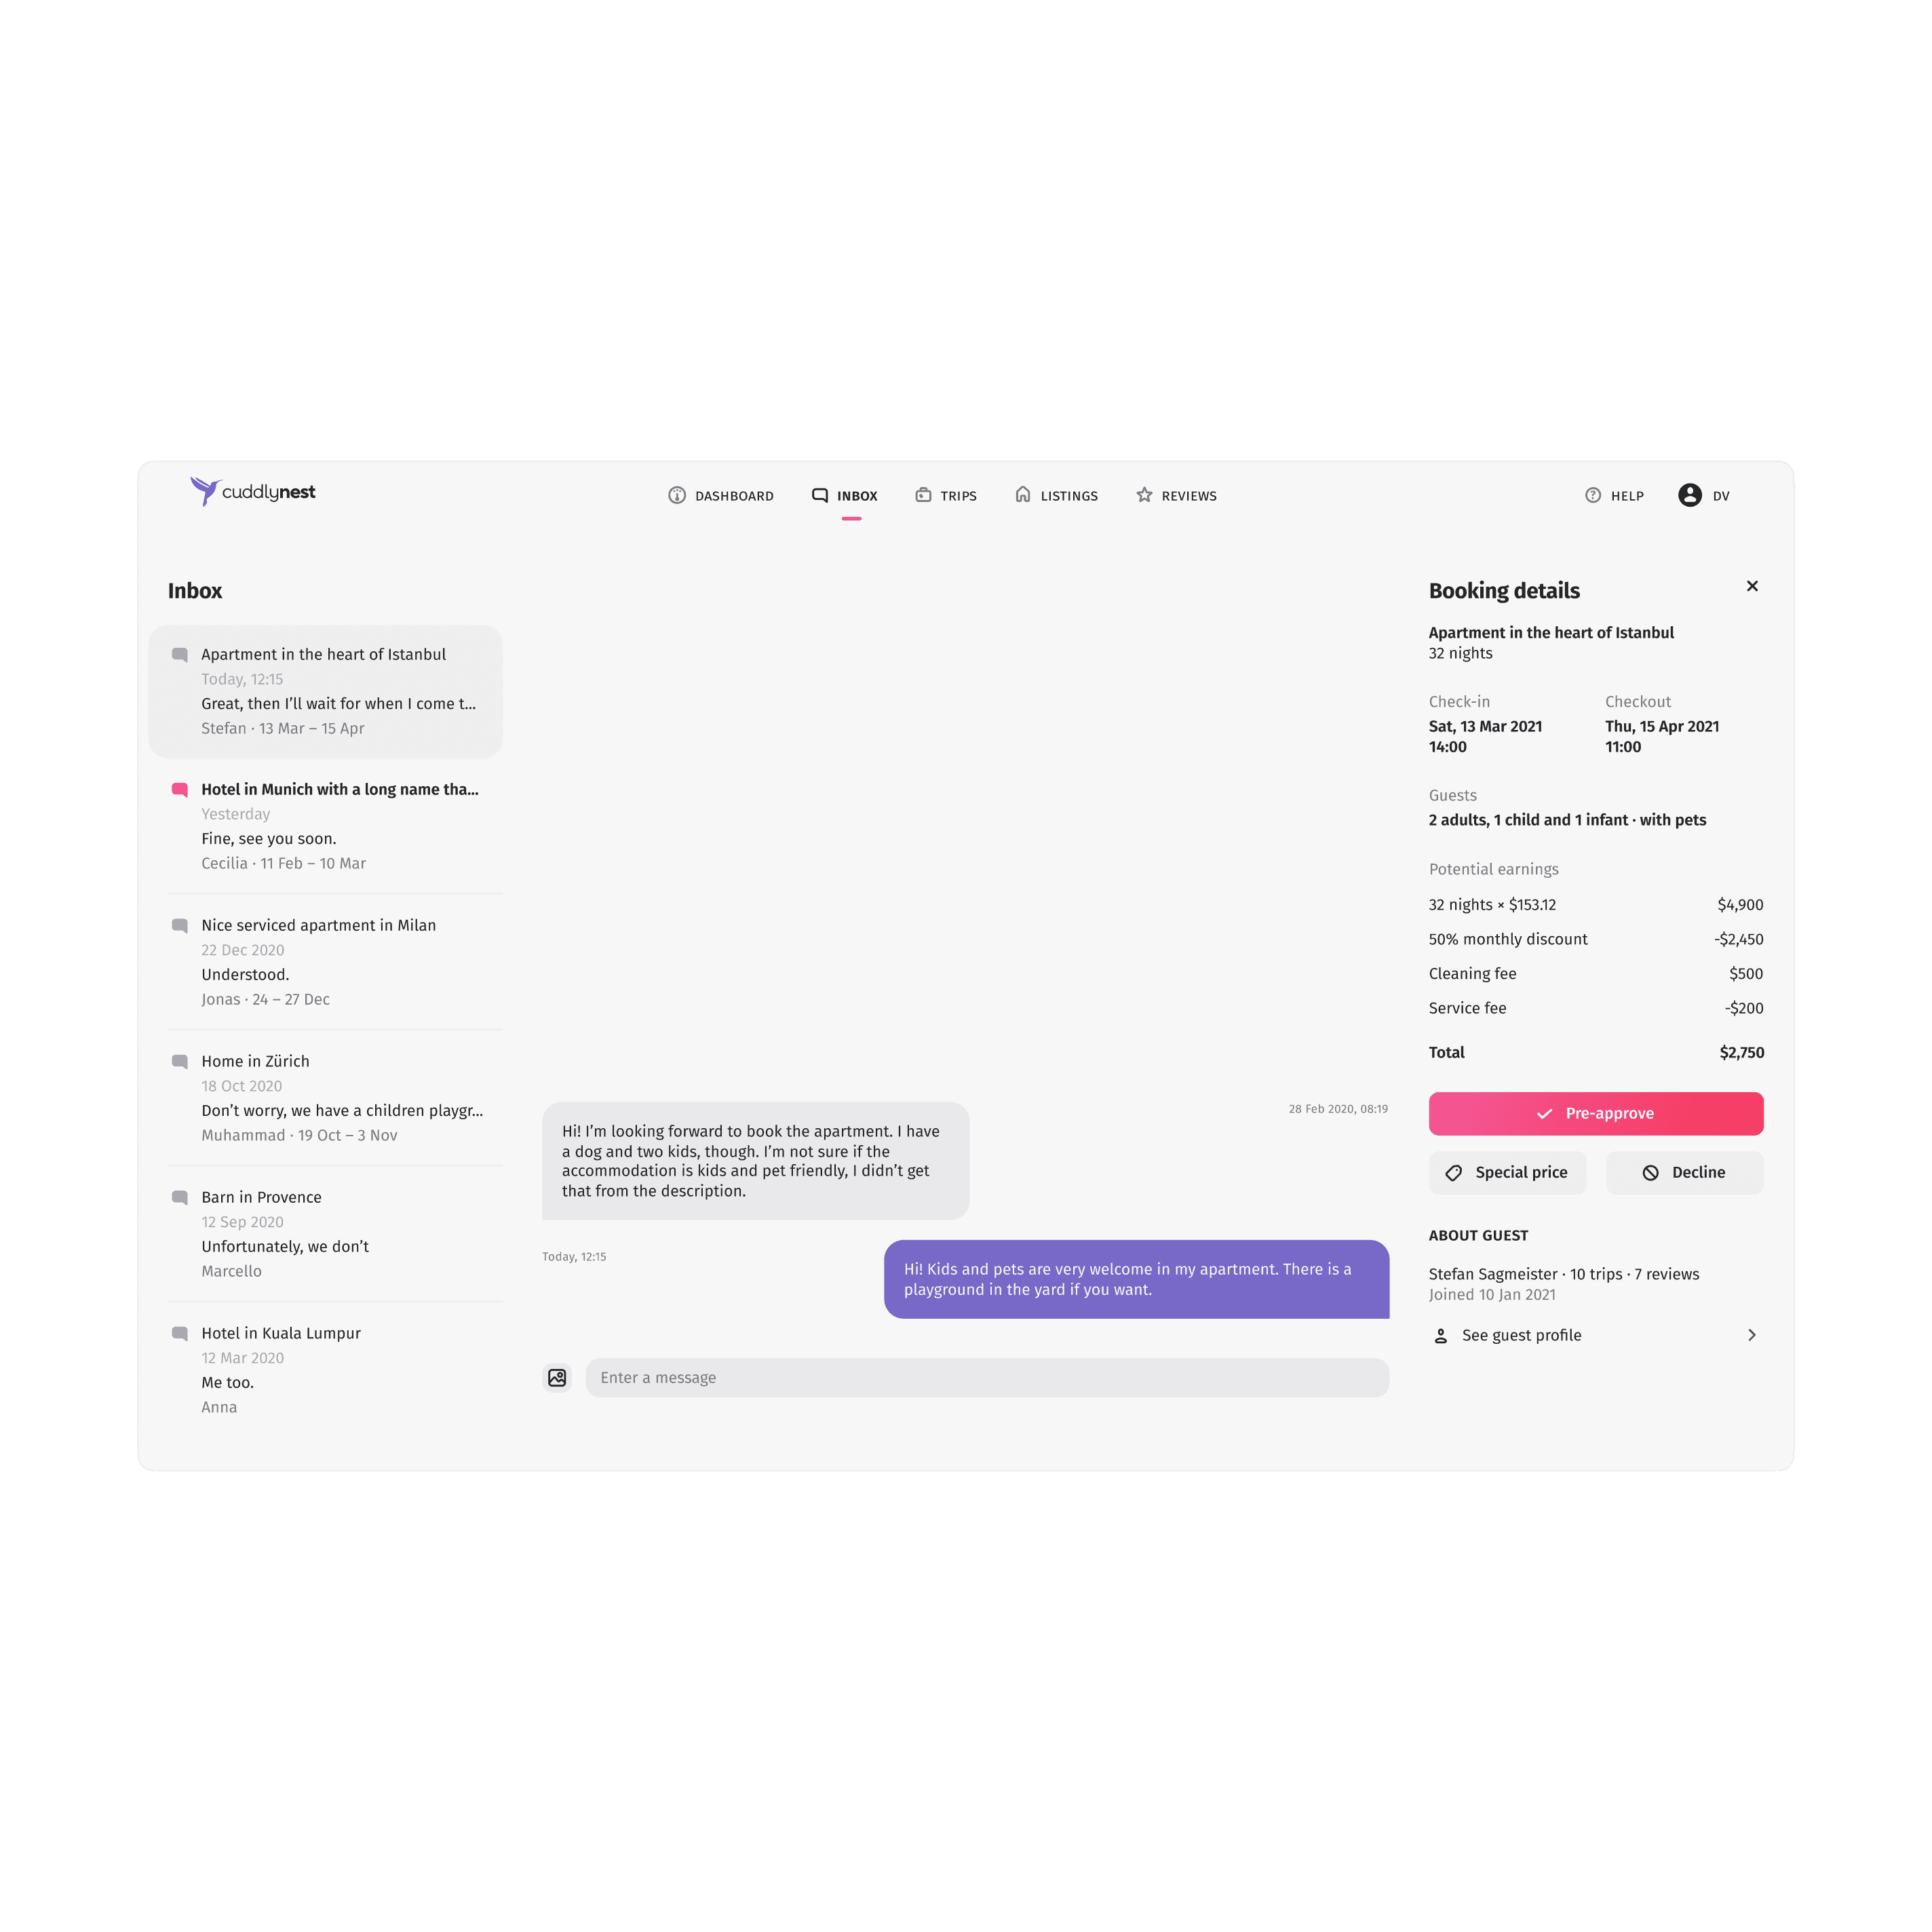 cuddlynest
DASHBOARD
INBOX
TRIPS
LISTINGS
REVIEWS
HELP
DV
Inbox
Apartment in the heart of Istanbul
Today, 12:15
Great, then I’ll wait for when I come t...
Stefan · 13 Mar – 15 Apr
Hotel in Munich with a long name tha...
Yesterday
Fine, see you soon.
Cecilia · 11 Feb – 10 Mar
Nice serviced apartment in Milan
22 Dec 2020
Understood.
Jonas · 24 – 27 Dec
Home in Zürich
18 Oct 2020
Don’t worry, we have a children playgr...
Muhammad · 19 Oct – 3 Nov
Barn in Provence
12 Sep 2020
Unfortunately, we don’t
Marcello
Hotel in Kuala Lumpur
12 Mar 2020
Me too.
Anna
28 Feb 2020, 08:19
Hi! I’m looking forward to book the apartment. I have
a dog and two kids, though. I’m not sure if the
accommodation is kids and pet friendly, I didn’t get
that from the description.
Today, 12:15
Hi! Kids and pets are very welcome in my apartment. There is a
playground in the yard if you want.
Enter a message
Booking details
Apartment in the heart of Istanbul
32 nights
Check-in
Sat, 13 Mar 2021
14:00
Checkout
Thu, 15 Apr 2021
11:00
Guests
2 adults, 1 child and 1 infant · with pets
Potential earnings
32 nights × $153.12 $4,900
50% monthly discount -$2,450
Cleaning fee $500
Service fee -$200
Total $2,750
Pre-approve
Special price
Decline
ABOUT GUEST
Stefan Sagmeister · 10 trips · 7 reviews
Joined 10 Jan 2021
See guest profile